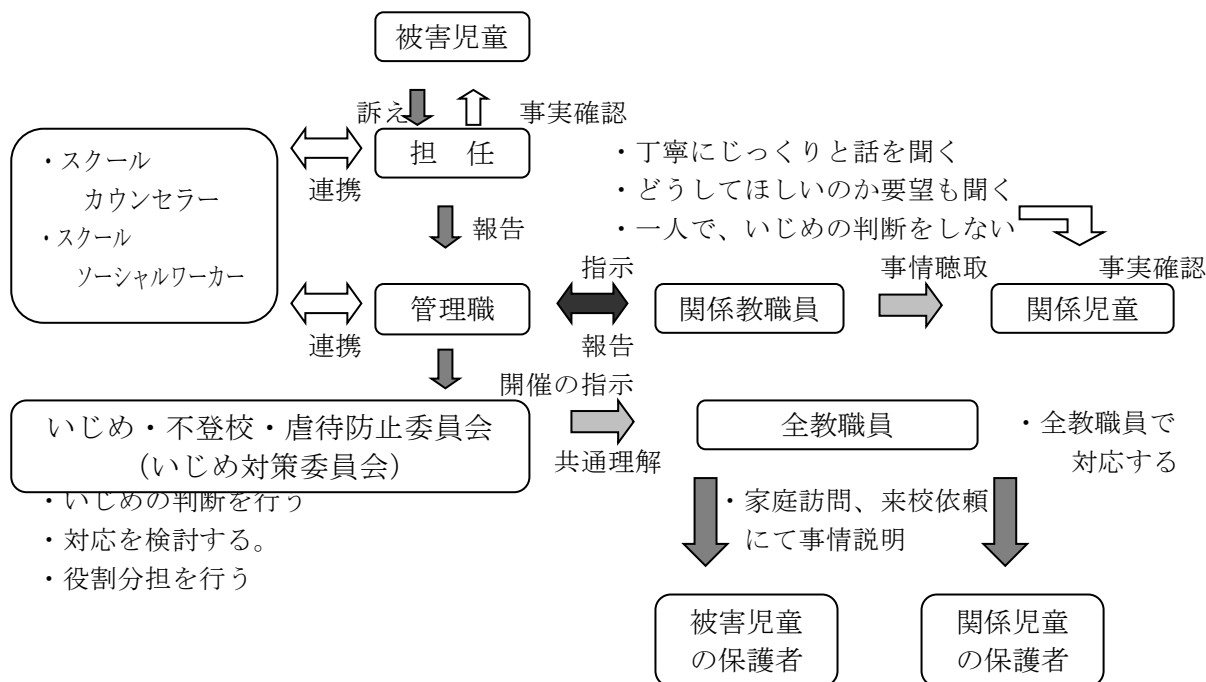 被害児童
訴え
事実確認
担　任
・スクール
カウンセラー
・スクール
ソーシャルワーカー
連携
・丁寧にじっくりと話を聞く
・どうしてほしいのか要望も聞く
・一人で、いじめの判断をしない
報告
指示
事情聴取
事実確認
管理職
関係教職員
関係児童
連携
報告
開催の指示
いじめ・不登校・虐待防止委員会
（いじめ対策委員会）
共通理解
全教職員
・全教職員で
対応する
・いじめの判断を行う
・対応を検討する。
・役割分担を行う
・家庭訪問、来校依頼
にて事情説明
被害児童
の保護者
関係児童
の保護者